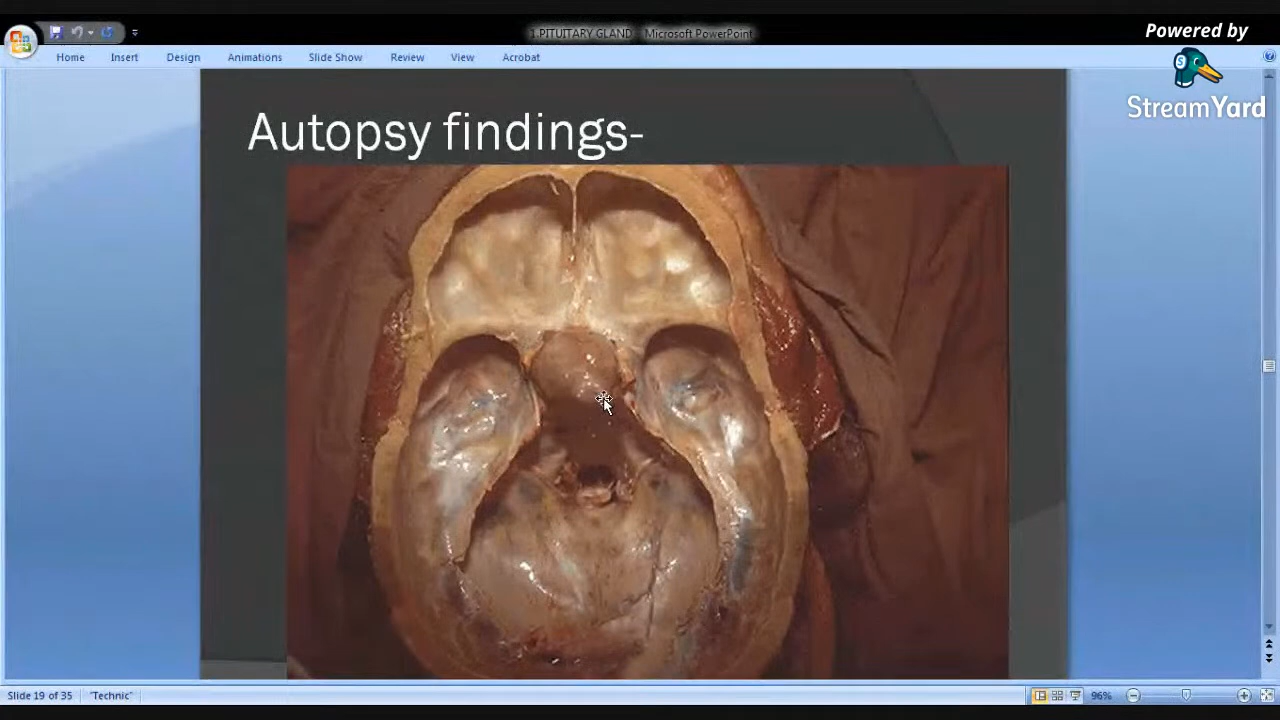 1.PITUITARY GLAND - Microsoft PowerPoint
Powered by
StreamYard
Home Insert Design Animations Slide Show Review View Acrobat
Autopsy findings-
Slide 19 of 35 "Technic" 96%